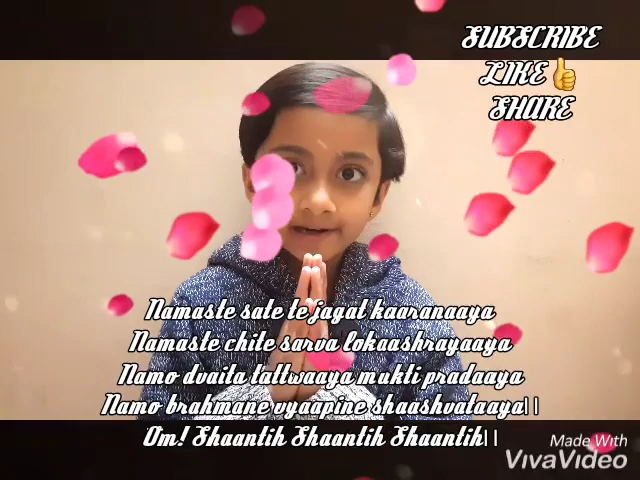 SUBSCRIBE
LIKE👍
SHARE
Namaste sate te jagat kaaranaaya
Namaste chite sarva lokaashrayaaya
Namo dvaita tattwaaya mukti pradaaya
Namo brahmane vyaapine shaashvataaya||
Om! Shaantih Shaantih Shaantih||
Made With
VivaVideo